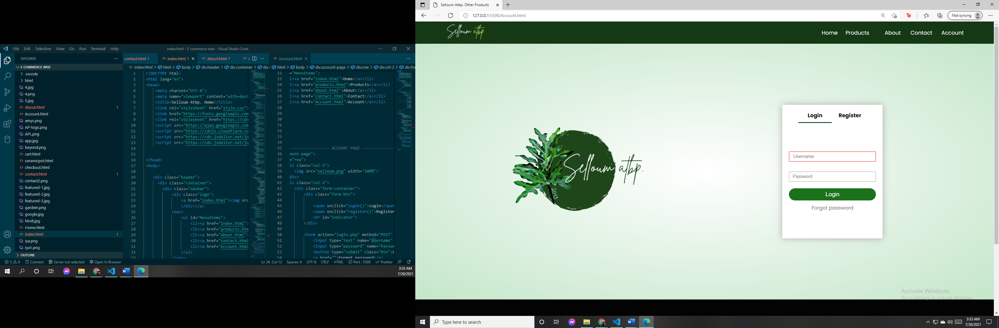 File Edit Selection View Go Run Terminal Help index.html - E commerce web - Visual Studio Code
EXPLORER
E COMMERCE WEB
.vscode
html
4.jpg
4.png
5.jpg
About.html 1
Account.html
amys.png
AP-logo.png
APL.png
app.jpg
beyond.png
cart.html
ceramicpot.html
checkout.html
contact.html 1
contact2.png
featured-1.jpg
featured-2.jpg
featured-3.jpg
gardein.png
google.jpg
hindi.jpg
Home.html
index.html 1
iya.png
iya1.png
OUTLINE
contact.html 1 index.html 1 About.html 1
index.html > html > body > div.header > div.container > div.
1 <!DOCTYPE html>
2 <html lang="en">
3 <head>
4 <meta charset="UTF-8">
5 <meta name="viewport" content="with=devi
6 <title>Selloum Atbp. Home</title>
7 <link rel="stylesheet" href="style.css">
8 <link href="https://fonts.googleapis.com
9 <link rel="stylesheet" href="https://cdn
10 <script src="https://ajax.googleapis.com
11 <script src="https://cdnjs.cloudflare.co
12 <script src="https://cdn.jsdelivr.net/jq
13 <script src="https://cdn.jsdelivr.net/jq
14
15
16 </head>
17 <body>
18
19 <div class="header">
20 <div class="container">
21 <div class="navbar">
22 <div class="logo">
23 <a href="index.html"><img src
24 </div></a>
25 <nav>
26 <ul id="MenuItems">
27 <li><a href="index.html">
28 <li><a href="products.htm
29 <li><a href="About.html">
30 <li><a href="contact.html
31 <li><a href="Account.html
32 </ul>
33 </nav>
Account.html
html > body > div.account-page > div.row > div.col-2 > div.for
22 ="MenuItems">
23 i><a href="index.html">Home</a></li>
24 i><a href="products.html">Products</a></li>
25 i><a href="About.html">About</a></li>
26 i><a href="contact.html">Contact</a></li>
27 i><a href="Account.html">Account</a></li>
28
29
30
31
32
33
34
35 ----------------- ACCOUNT PAGE --------------
36 ount-page">
37 ="row">
38 iv class="col-2">
39 <img src="selloum.png" width="100%">
40 div>
41 iv class="col-2">
42 <div class="form-container">
43 <div class="form-btn">
44
45 <span onclick="login()">Login</span
46 <span onclick="register()">Register
47 <hr id="Indicator">
48 </div>
49
50 <form action="login.php" method="POST"
51 <input type="text" name="Username"
52 <input type="password" name="Passwo
53 <button type="submit" class="btn">L
54 <a href="">Forgot password</a>
3 0 Connect Server not selected Open In Browser Ln 34, Col 12 Spaces: 4 UTF-8 CRLF HTML Port : 5500 Prettier
3:33 AM
7/20/2021
Selloum Atbp. Other Products
127.0.0.1:5500/Account.html
Not syncing
Selloum atbp.
Home Products About Contact Account
Selloum atbp.
2013
Login Register
Username:
Password:
Login
Forgot password
Activate Windows
Go to Settings to activate Windows.
Type here to search
3:33 AM
7/20/2021